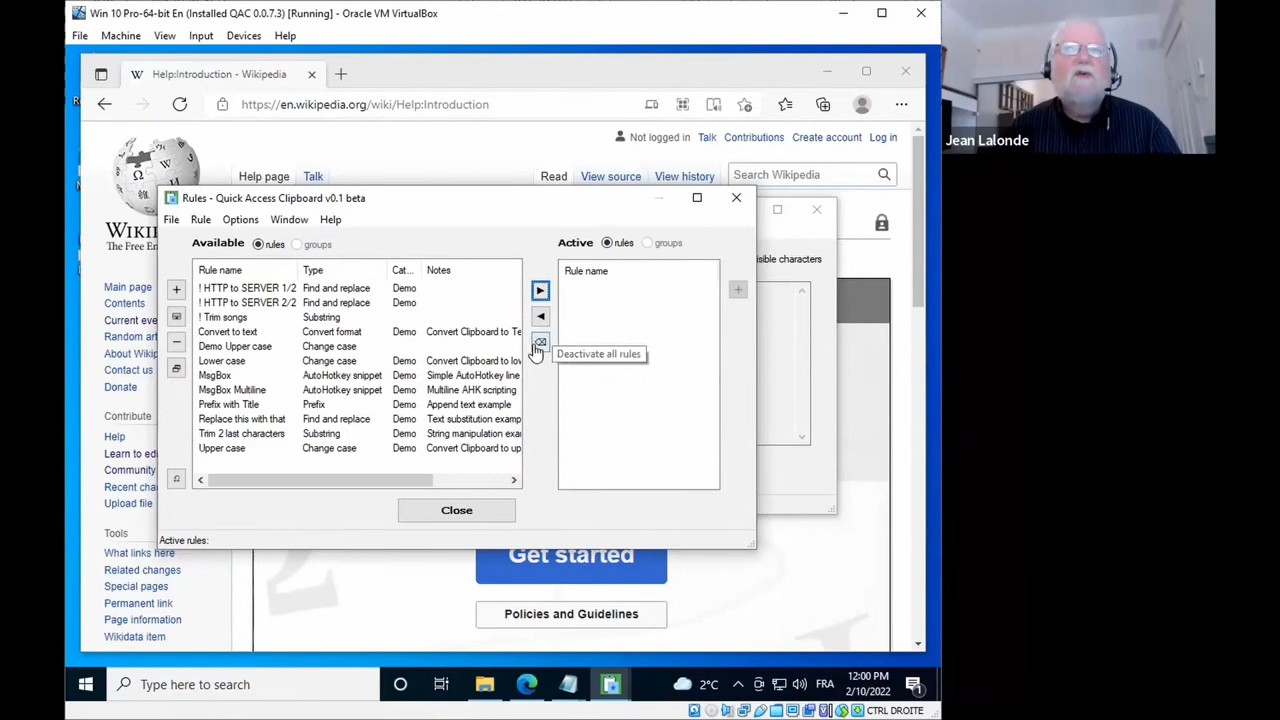 Win 10 Pro-64-bit En (Installed QAC 0.0.7.3) [Running] - Oracle VM VirtualBox
File Machine View Input Devices Help
Help:Introduction - Wikipedia
https://en.wikipedia.org/wiki/Help:Introduction
Jean Lalonde
Not logged in Talk Contributions Create account Log in
Help page Talk Read View source View history Search Wikipedia
Rules - Quick Access Clipboard v0.1 beta
File Rule Options Window Help
Available rules groups Active rules groups
isible characters
Rule name Type Cat... Notes Rule name
! HTTP to SERVER 1/2 Find and replace Demo
! HTTP to SERVER 2/2 Find and replace Demo
! Trim songs Substring
Convert to text Convert format Demo Convert Clipboard to Te
Demo Upper case Change case
Lower case Change case Demo Convert Clipboard to lov
MsgBox AutoHotkey snippet Demo Simple AutoHotkey line
MsgBox Multiline AutoHotkey snippet Demo Multiline AHK scripting
Prefix with Title Prefix Demo Append text example
Replace this with that Find and replace Demo Text substitution examp
Trim 2 last characters Substring Demo String manipulation exa
Upper case Change case Demo Convert Clipboard to up
Deactivate all rules
Close
Active rules:
WIKI
The Free En
Main page
Contents
Current eve
Random art
About Wikip
Contact us
Donate
Contribute
Help
Learn to edi
Community
Recent cha
Upload file
Tools
What links here
Related changes
Special pages
Permanent link
Page information
Wikidata item
Get started
Policies and Guidelines
Type here to search
2°C
FRA
12:00 PM
2/10/2022
1
CTRL DROITE